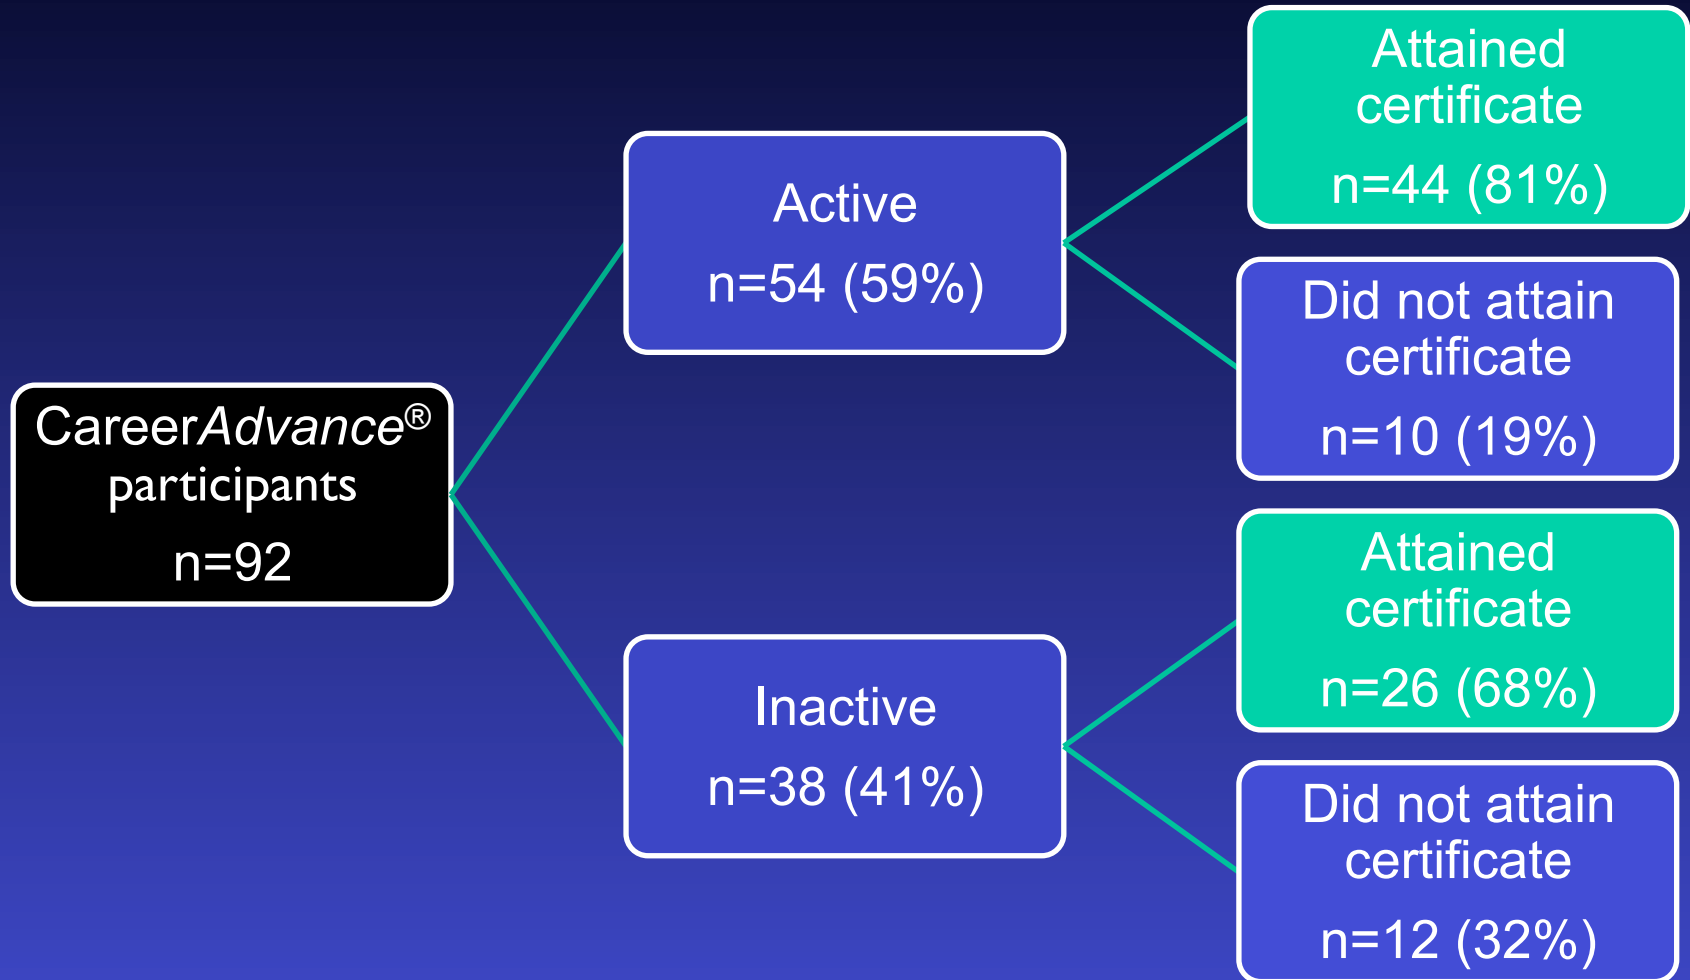 CareerAdvance®
participants
n=92
Active
n=54 (59%)
Inactive
n=38 (41%)
Attained
certificate
n=44 (81%)
Did not attain
certificate
n=10 (19%)
Attained
certificate
n=26 (68%)
Did not attain
certificate
n=12 (32%)